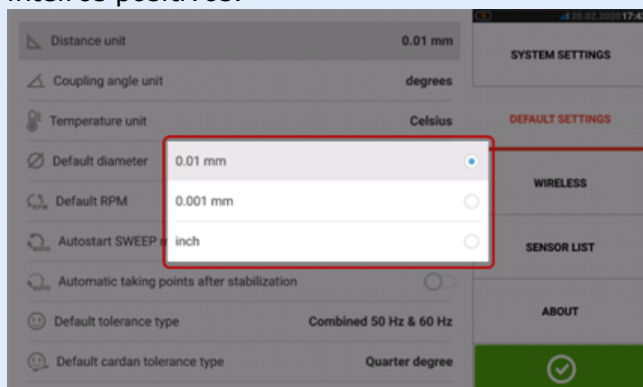 20.02.2020 17:43
Distance unit 0.01 mm
SYSTEM SETTINGS
Coupling angle unit degrees
Temperature unit Celsius
DEFAULT SETTINGS
Default diameter
0.01 mm
WIRELESS
Default RPM
0.001 mm
Autostart SWEEP
inch
SENSOR LIST
Automatic taking points after stabilization
Default tolerance type Combined 50 Hz & 60 Hz
ABOUT
Default cardan tolerance type Quarter degree